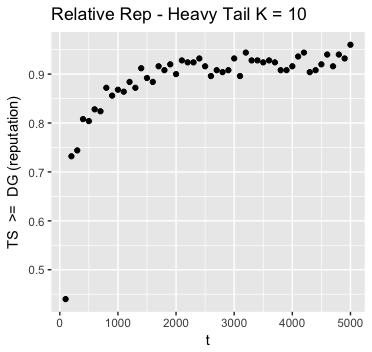 Relative Rep - Heavy Tail K = 10
TS >= DG (reputation)
0.9
0.8
0.7
0.6
0.5
0 1000 2000 3000 4000 5000
t